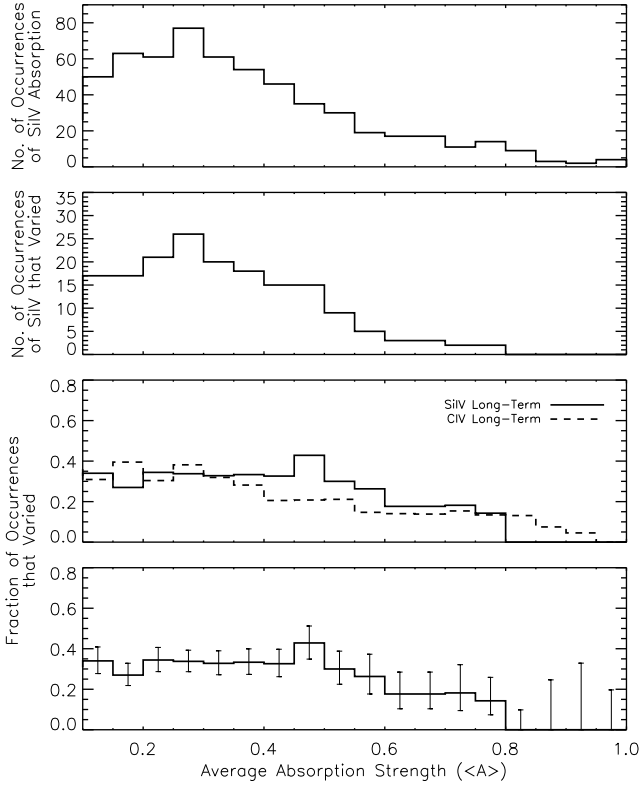 No. of Occurrences
of SiIV Absorption
80
60
40
20
0
No. of Occurrences
of SiIV that Varied
35
30
25
20
15
10
5
0
Fraction of Occurrences
that Varied
0.8
0.6
0.4
0.2
0.0
SiIV Long-Term
CIV Long-Term
0.8
0.6
0.4
0.2
0.0
0.2 0.4 0.6 0.8 1.0
Average Absorption Strength (<A>)